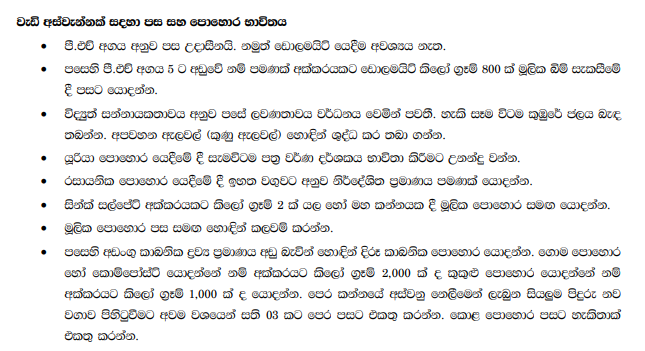 වැඩි අස්වැන්නක් සඳහා පස සහ පොහොර භාවිතය
• පී.එච් අගය අනුව පස උදාසීනයි. නමුත් ඩොලමයිට් යෙදීම අවශ්‍යය නැත.
• පසෙහි පී.එච් අගය 5 ට අඩුවේ නම් පමණක් අක්කරයකට ඩොලමයිට් කිලෝ ග්‍රෑම් 800 ක් මූලික බිම් සැකසීමේ
දී පසට යොදන්න.
• විද්‍යුත් සන්නායකතාවය අනුව පසේ ලවණතාවය වර්ධනය වෙමින් පවතී. හැකි සෑම විටම කුඹුරේ ජලය බැඳ
තබන්න. අපවහන ඇලවල් (කුණු ඇලවල්) හොඳින් ශුද්ධ කර තබා ගන්න.
• යූරියා පොහොර යෙදීමේ දී සැමවිටම පත්‍ර වර්ණ දර්ශකය භාවිතා කිරීමට උනන්දු වන්න.
• රසායනික පොහොර යෙදීමේ දී ඉහත වගුවට අනුව නිර්දේශිත ප්‍රමාණය පමණක් යොදන්න.
• සින්ක් සල්පේට් අක්කරයකට කිලෝ ග්‍රෑම් 2 ක් යල හෝ මහ කන්නයක දී මූලික පොහොර සමඟ යොදන්න.
• මූලික පොහොර පස සමඟ හොඳින් කලවම් කරන්න.
• පසෙහි අඩංගු කාබනික ද්‍රව්‍ය ප්‍රමාණය අඩු බැවින් හොඳින් දිරූ කාබනික පොහොර යොදන්න. ගොම පොහොර
හෝ කොම්පෝස්ට් යොදන්නේ නම් අක්කරයට කිලෝ ග්‍රෑම් 2,000 ක් ද කුකුළු පොහොර යොදන්නේ නම්
අක්කරයට කිලෝ ග්‍රෑම් 1,000 ක් ද යොදන්න. පෙර කන්නයේ අස්වනු නෙලීමෙන් ලැබුන සියලුම පිදුරු නව
වගාව පිහිටුවීමට අවම වශයෙන් සති 03 කට පෙර පසට එකතු කරන්න. කොළ පොහොර පසට හැකිතාක්
එකතු කරන්න.